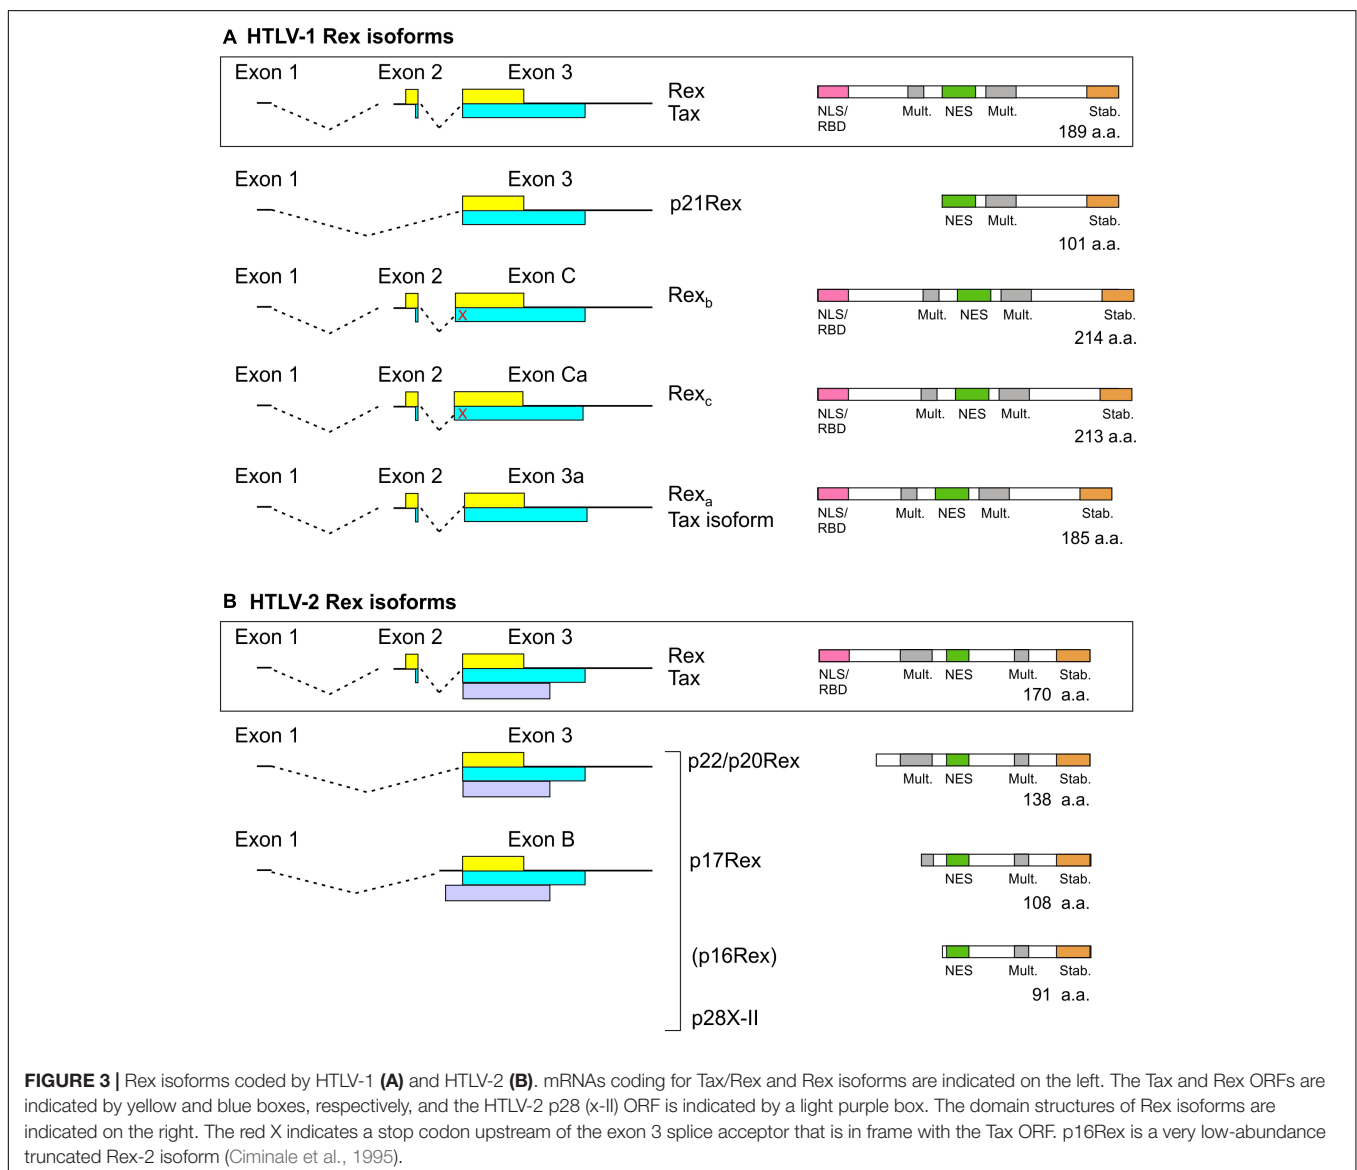 A HTLV-1 Rex isoforms
Exon 1 Exon 2 Exon 3
Rex
Tax
NLS/
RBD
Mult. NES Mult. Stab.
189 a.a.
Exon 1 Exon 3
p21Rex
NES Mult. Stab.
101 a.a.
Exon 1 Exon 2 Exon C
X
Rexb
NLS/
RBD
Mult. NES Mult. Stab.
214 a.a.
Exon 1 Exon 2 Exon Ca
X
Rexc
NLS/
RBD
Mult. NES Mult. Stab.
213 a.a.
Exon 1 Exon 2 Exon 3a
Rexa
Tax isoform
NLS/
RBD
Mult. NES Mult. Stab.
185 a.a.
B HTLV-2 Rex isoforms
Exon 1 Exon 2 Exon 3
Rex
Tax
NLS/
RBD
Mult. NES Mult. Stab.
170 a.a.
Exon 1 Exon 3
p22/p20Rex
Mult. NES Mult. Stab.
138 a.a.
Exon 1 Exon B
p17Rex
NES Mult. Stab.
108 a.a.
(p16Rex)
NES Mult. Stab.
91 a.a.
p28X-II
FIGURE 3 | Rex isoforms coded by HTLV-1 (A) and HTLV-2 (B). mRNAs coding for Tax/Rex and Rex isoforms are indicated on the left. The Tax and Rex ORFs are
indicated by yellow and blue boxes, respectively, and the HTLV-2 p28 (x-II) ORF is indicated by a light purple box. The domain structures of Rex isoforms are
indicated on the right. The red X indicates a stop codon upstream of the exon 3 splice acceptor that is in frame with the Tax ORF. p16Rex is a very low-abundance
truncated Rex-2 isoform (Ciminale et al., 1995).